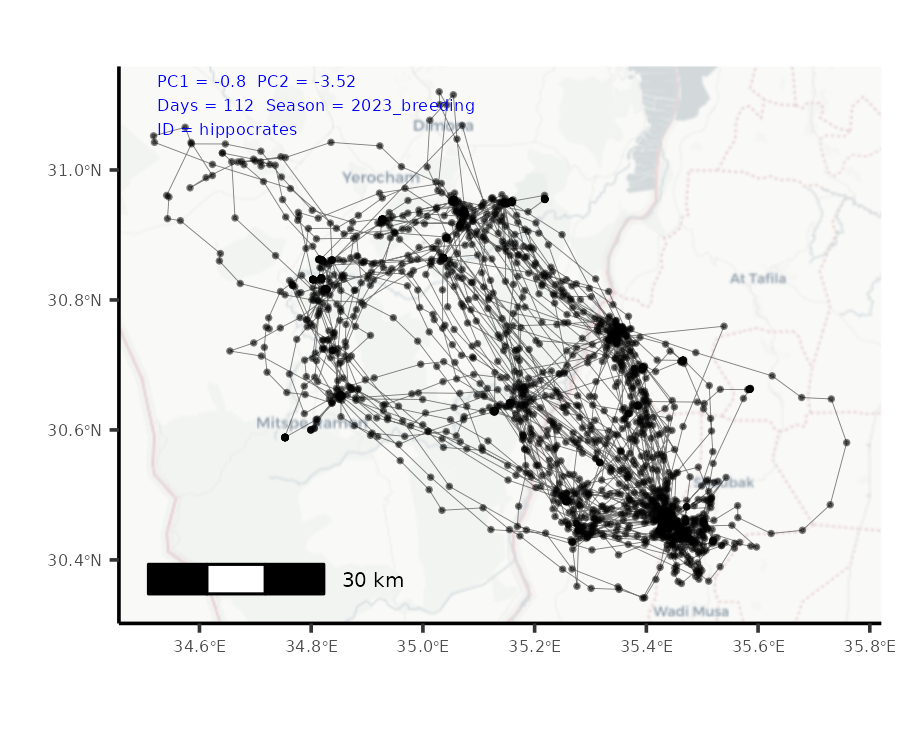 PC1 = -0.8  PC2 = -3.52
Days = 112  Season = 2023_breeding
ID = hippocrates
Dimona
31.0°N
Yerocham
30.8°N
At Tafila
30.6°N
Mitspe Ramon
Shoubak
30.4°N
30 km
Wadi Musa
34.6°E
34.8°E
35.0°E
35.2°E
35.4°E
35.6°E
35.8°E